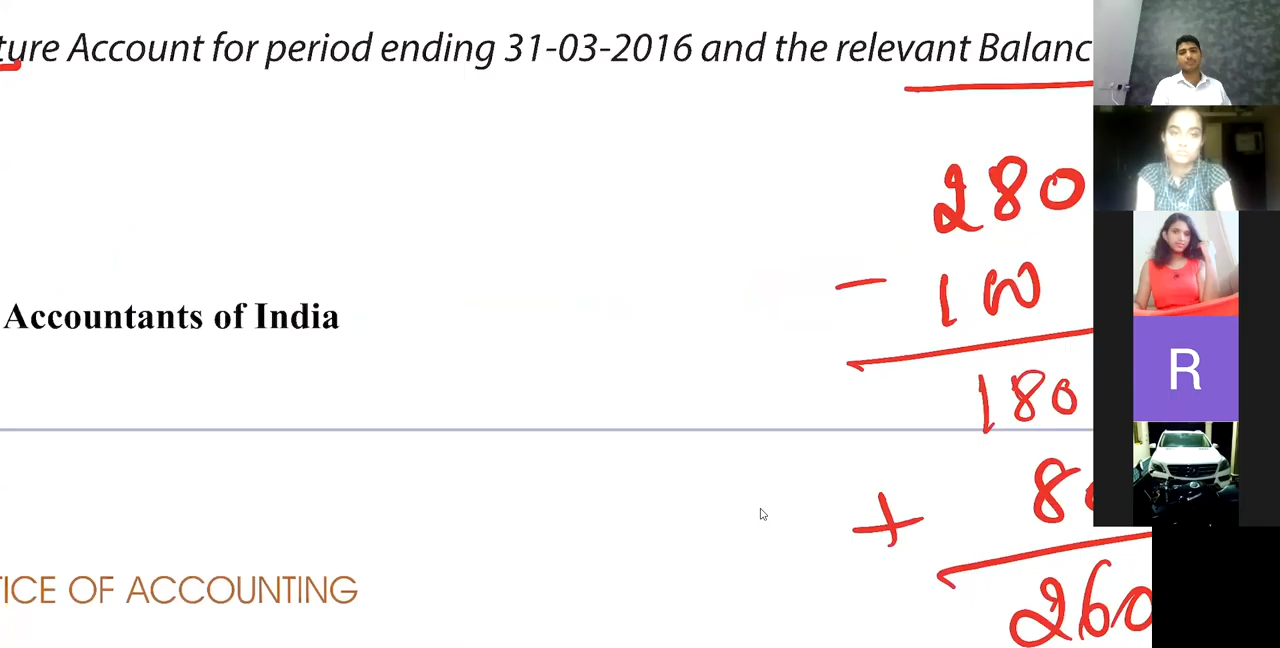 ture Account for period ending 31-03-2016 and the relevant Balanc
280
- 100
Accountants of India
180
+ 80
260
TICE OF ACCOUNTING
R